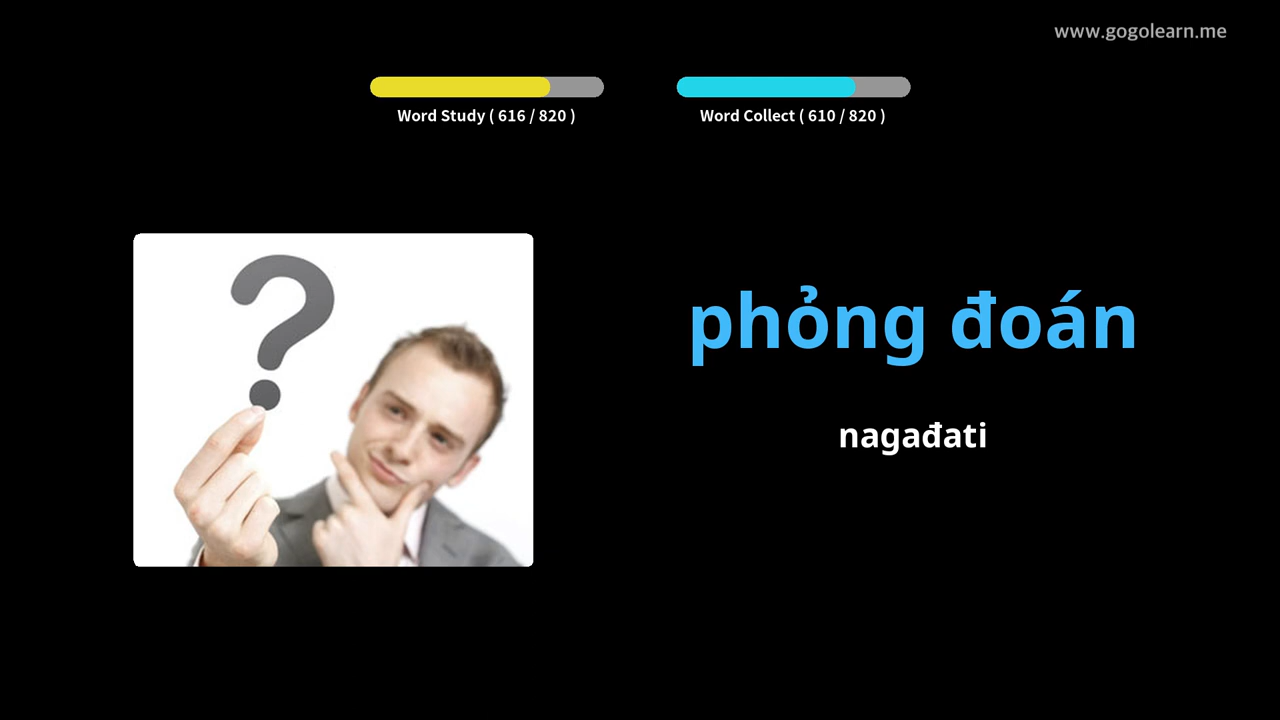 www.gogolearn.me
Word Study ( 616 / 820 )
Word Collect ( 610 / 820 )
phỏng đoán
nagađati